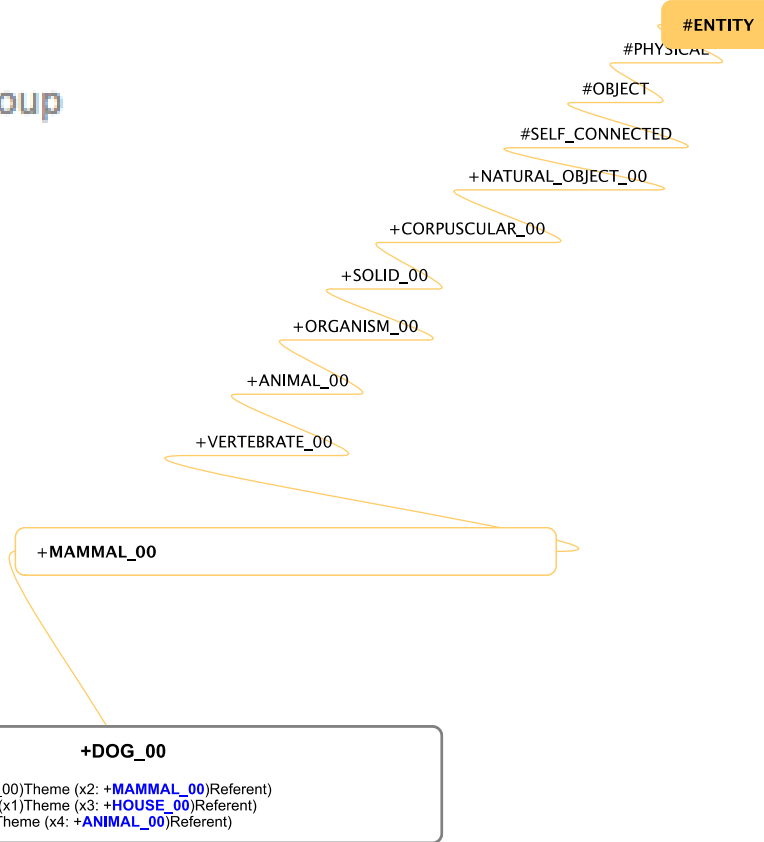 #ENTITY
#PHYSICAL
oup
#OBJECT
#SELF_CONNECTED
+NATURAL_OBJECT_00
+CORPUSCULAR_00
+SOLID_00
+ORGANISM_00
+ANIMAL_00
+VERTEBRATE_00
+MAMMAL_00
+DOG_00
_00)Theme (x2: +MAMMAL_00)Referent)
(x1)Theme (x3: +HOUSE_00)Referent)
Theme (x4: +ANIMAL_00)Referent)